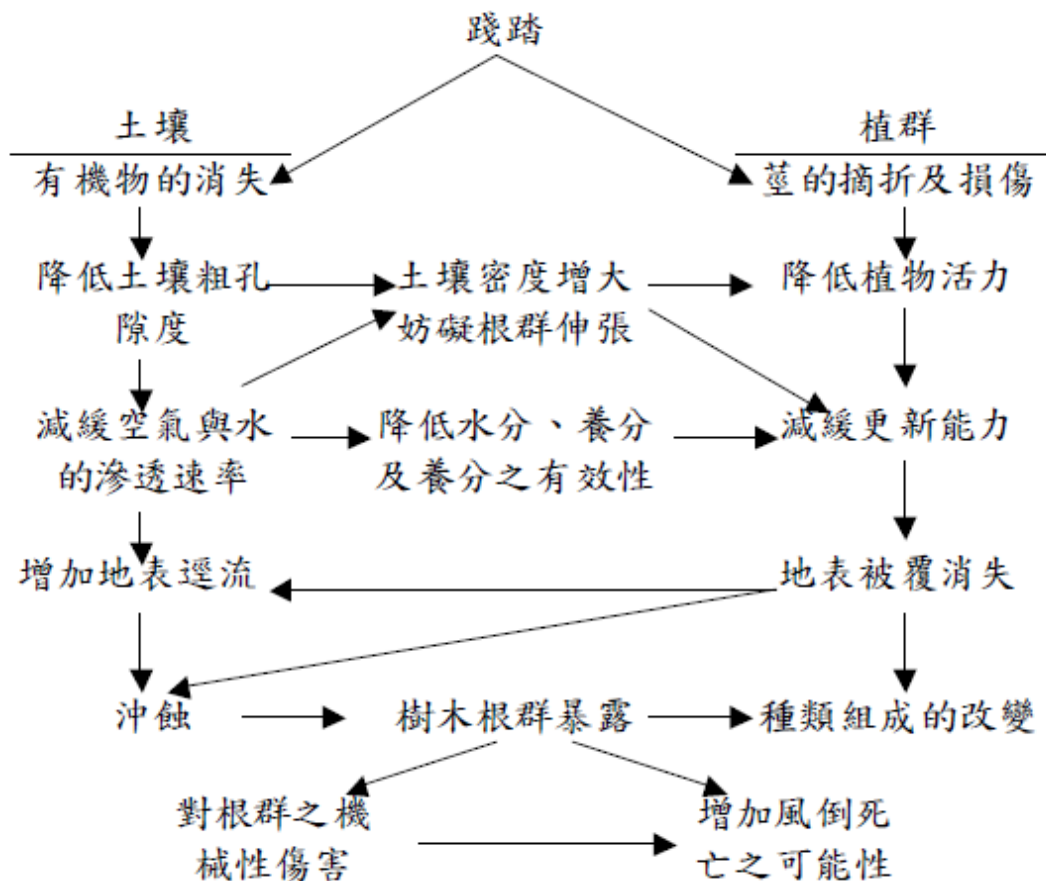 踐踏
土壤
植群
有機物的消失
莖的摘折及損傷
降低土壤粗孔
隙度
土壤密度增大
妨礙根群伸張
降低植物活力
減緩空氣與水
的滲透速率
降低水分、養分
及養分之有效性
減緩更新能力
增加地表逕流
地表被覆消失
沖蝕
樹木根群暴露
種類組成的改變
對根群之機
械性傷害
增加風倒死
亡之可能性